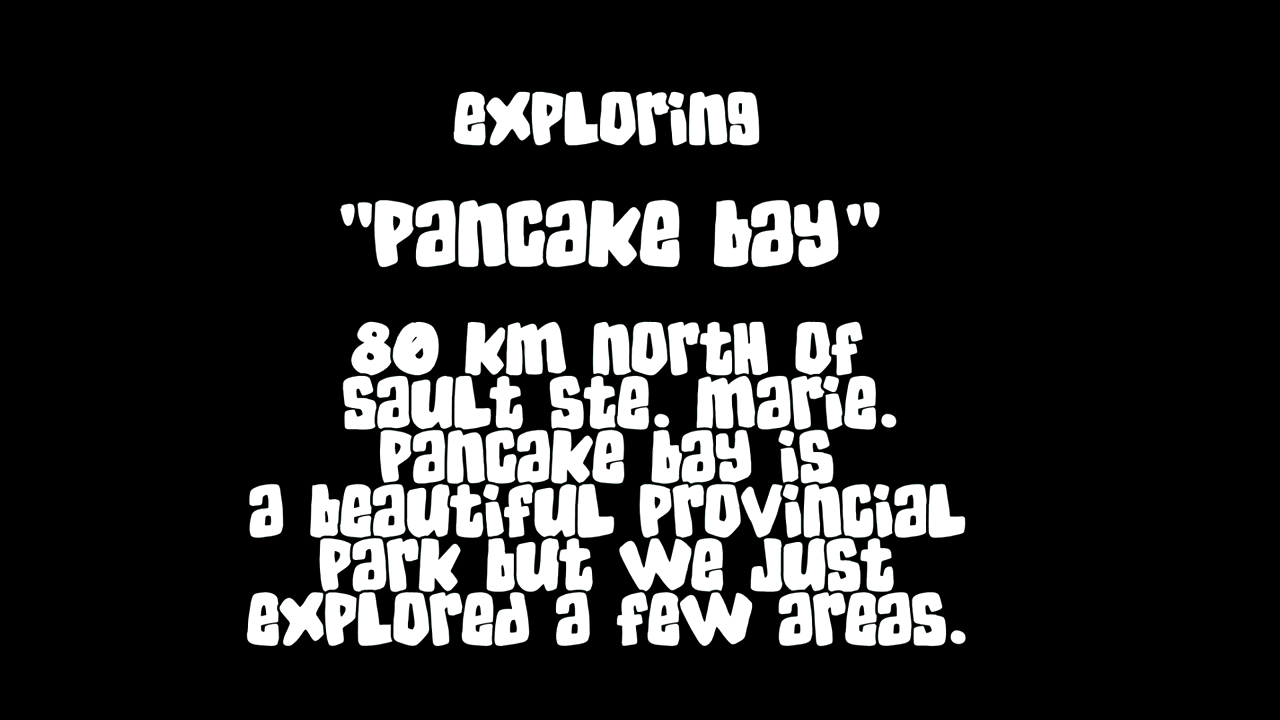 exploring
"Pancake bay"
80 km north of
sault ste. marie.
Pancake bay is
a beautiful provincial
park but we just
explored a few areas.